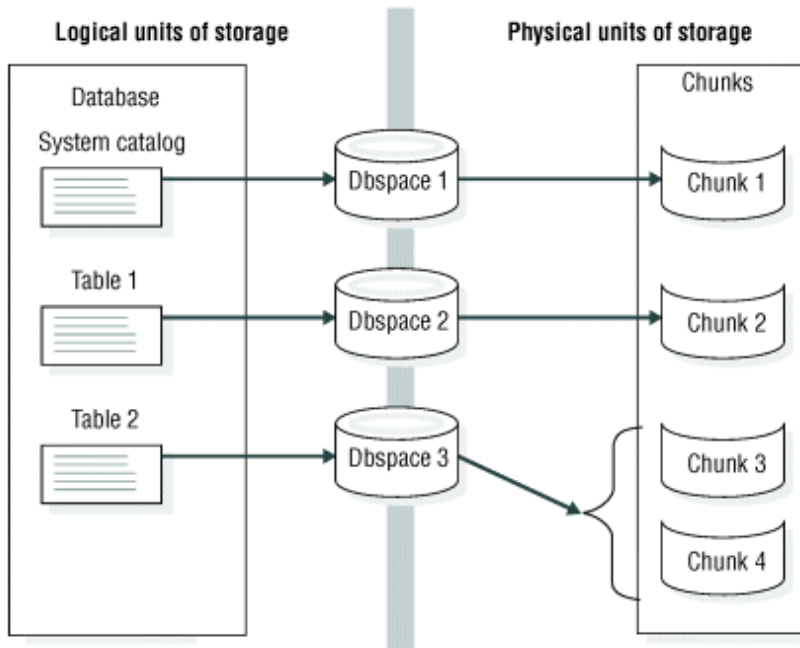 Logical units of storage
Physical units of storage
Database
Chunks
System catalog
Dbspace 1
Chunk 1
Table 1
Dbspace 2
Chunk 2
Table 2
Dbspace 3
Chunk 3
Chunk 4